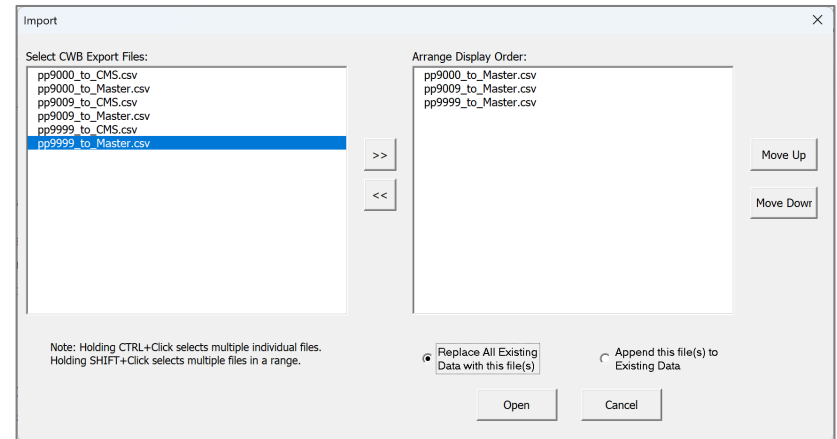 Import
Select CWB Export Files:
pp9000_to_CMS.csv
pp9000_to_Master.csv
pp9009_to_CMS.csv
pp9009_to_Master.csv
pp9999_to_CMS.csv
pp9999_to_Master.csv
>>
<<
Arrange Display Order:
pp9000_to_Master.csv
pp9009_to_Master.csv
pp9999_to_Master.csv
Move Up
Move Down
Note: Holding CTRL+Click selects multiple individual files.
Holding SHIFT+Click selects multiple files in a range.
Replace All Existing
Data with this file(s)
Append this file(s) to
Existing Data
Open
Cancel